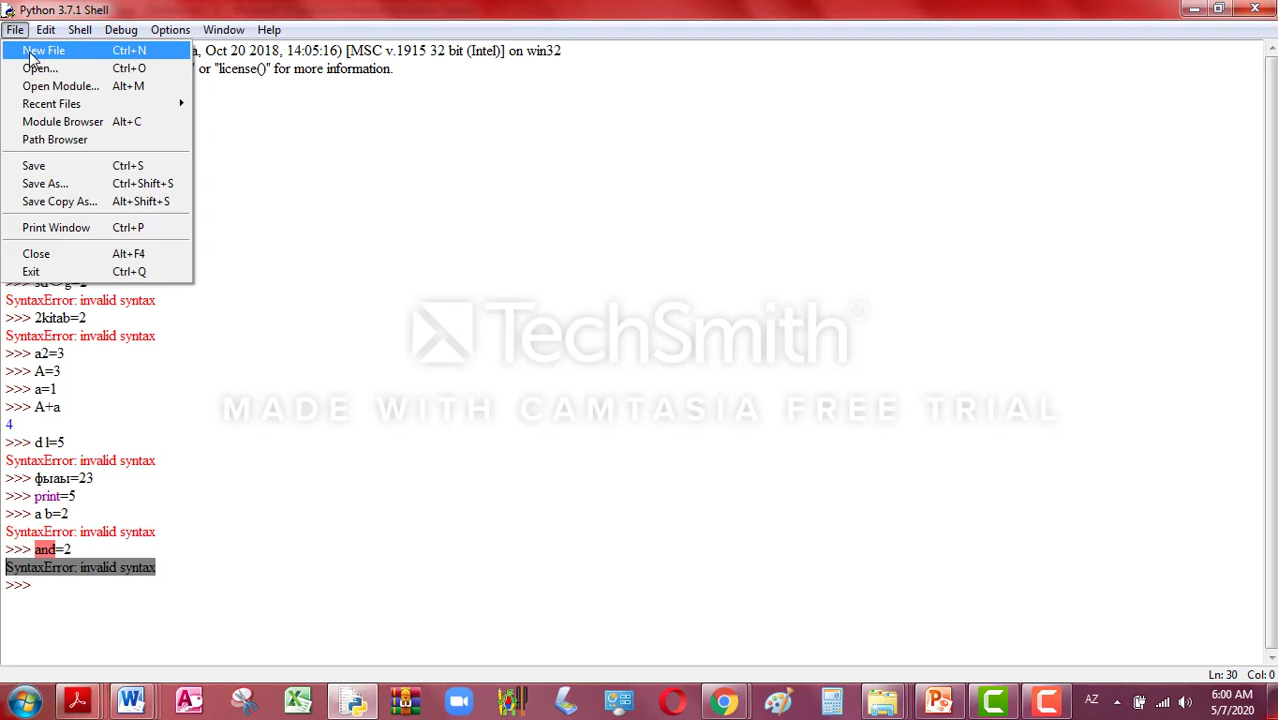 Python 3.7.1 Shell
File Edit Shell Debug Options Window Help
New File Ctrl+N
a, Oct 20 2018, 14:05:16) [MSC v.1915 32 bit (Intel)] on win32
Open... Ctrl+O
or "license()" for more information.
Open Module... Alt+M
Recent Files
Module Browser Alt+C
Path Browser
Save Ctrl+S
Save As... Ctrl+Shift+S
Save Copy As... Alt+Shift+S
Print Window Ctrl+P
Close Alt+F4
Exit Ctrl+Q
SyntaxError: invalid syntax
>>> 2kitab=2
SyntaxError: invalid syntax
>>> a2=3
>>> A=3
>>> a=1
>>> A+a
4
>>> d l=5
SyntaxError: invalid syntax
>>> фыаы=23
>>> print=5
>>> a b=2
SyntaxError: invalid syntax
>>> and=2
SyntaxError: invalid syntax
>>>
TechSmith®
MADE WITH CAMTASIA FREE TRIAL
Ln: 30 Col: 0
AZ
6:00 AM
5/7/2020